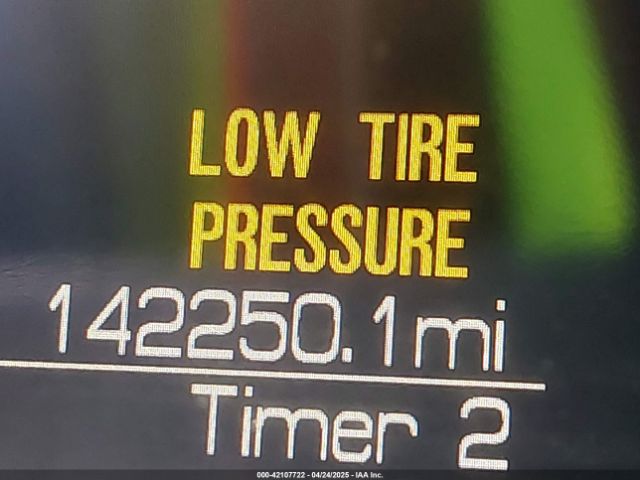 LOW TIRE
PRESSURE
142250.1mi
Timer 2
000-42107722 - 04/24/2025 - IAA Inc.